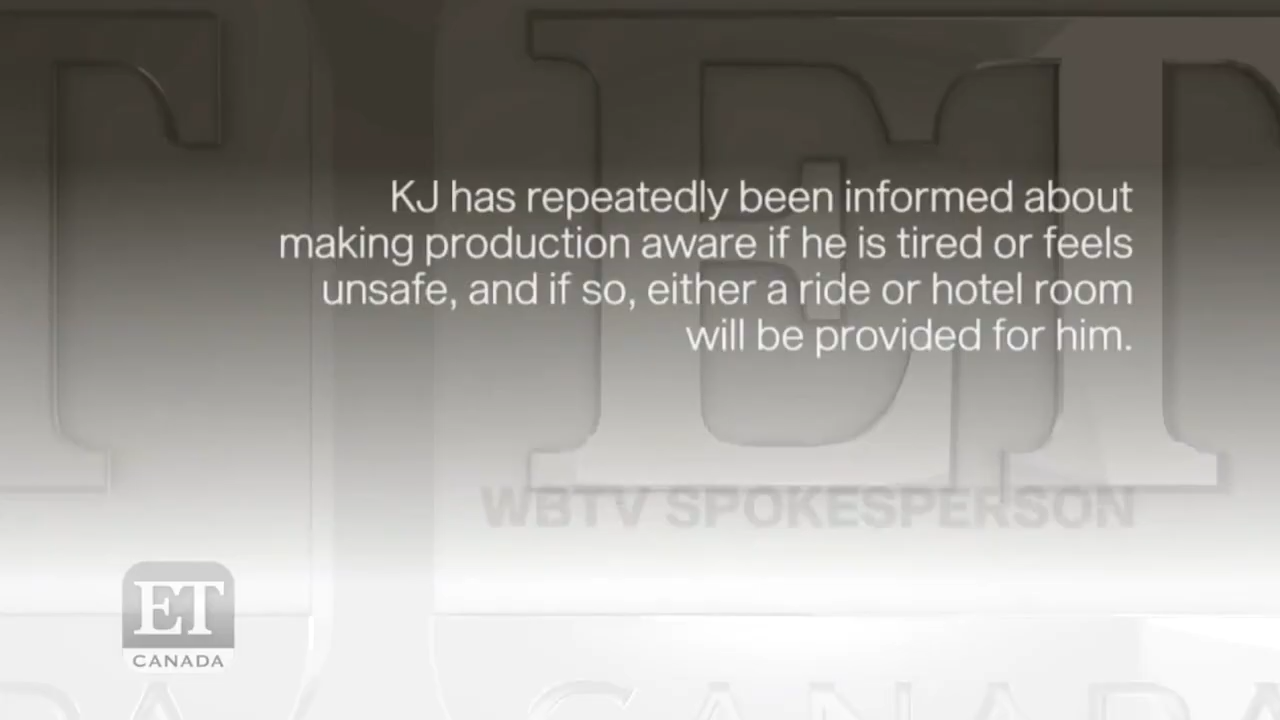 KJ has repeatedly been informed about
making production aware if he is tired or feels
unsafe, and if so, either a ride or hotel room
will be provided for him.
WBTV SPOKESPERSON
ET
CANADA